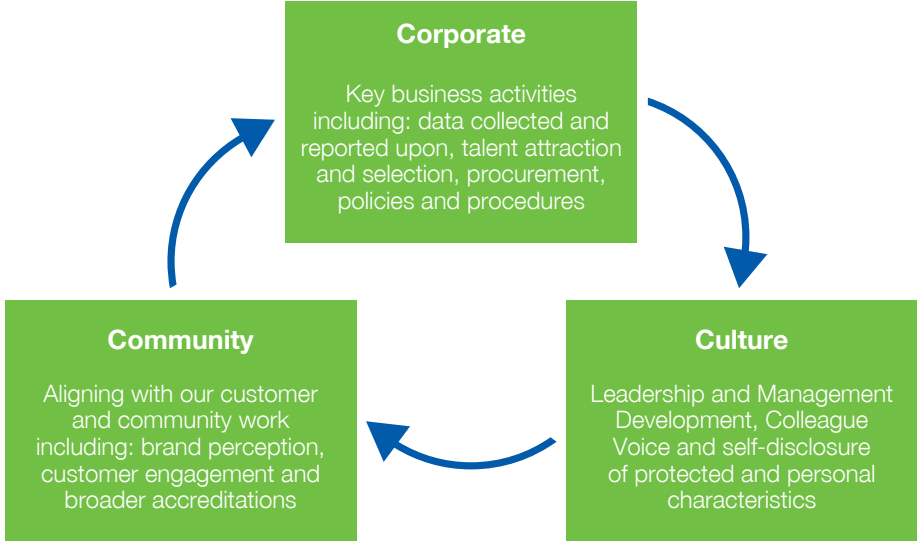 Corporate
Key business activities
including: data collected and
reported upon, talent attraction
and selection, procurement,
policies and procedures
Community
Aligning with our customer
and community work
including: brand perception,
customer engagement and
broader accreditations
Culture
Leadership and Management
Development, Colleague
Voice and self-disclosure
of protected and personal
characteristics